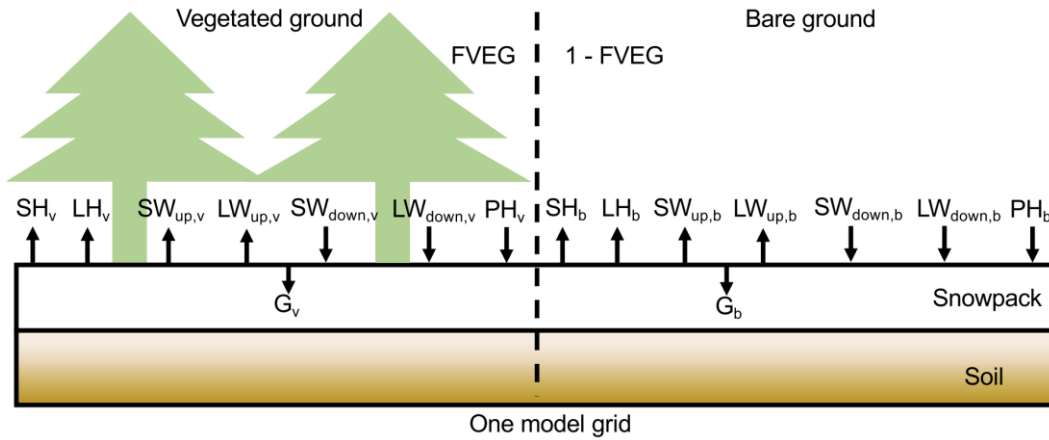 Vegetated ground
Bare ground
FVEG
1 - FVEG
SHv LHv SWup,v LWup,v SWdown,v LWdown,v PHv SHb LHb SWup,b LWup,b SWdown,b LWdown,b PHb
Gv
Gb
Snowpack
Soil
One model grid